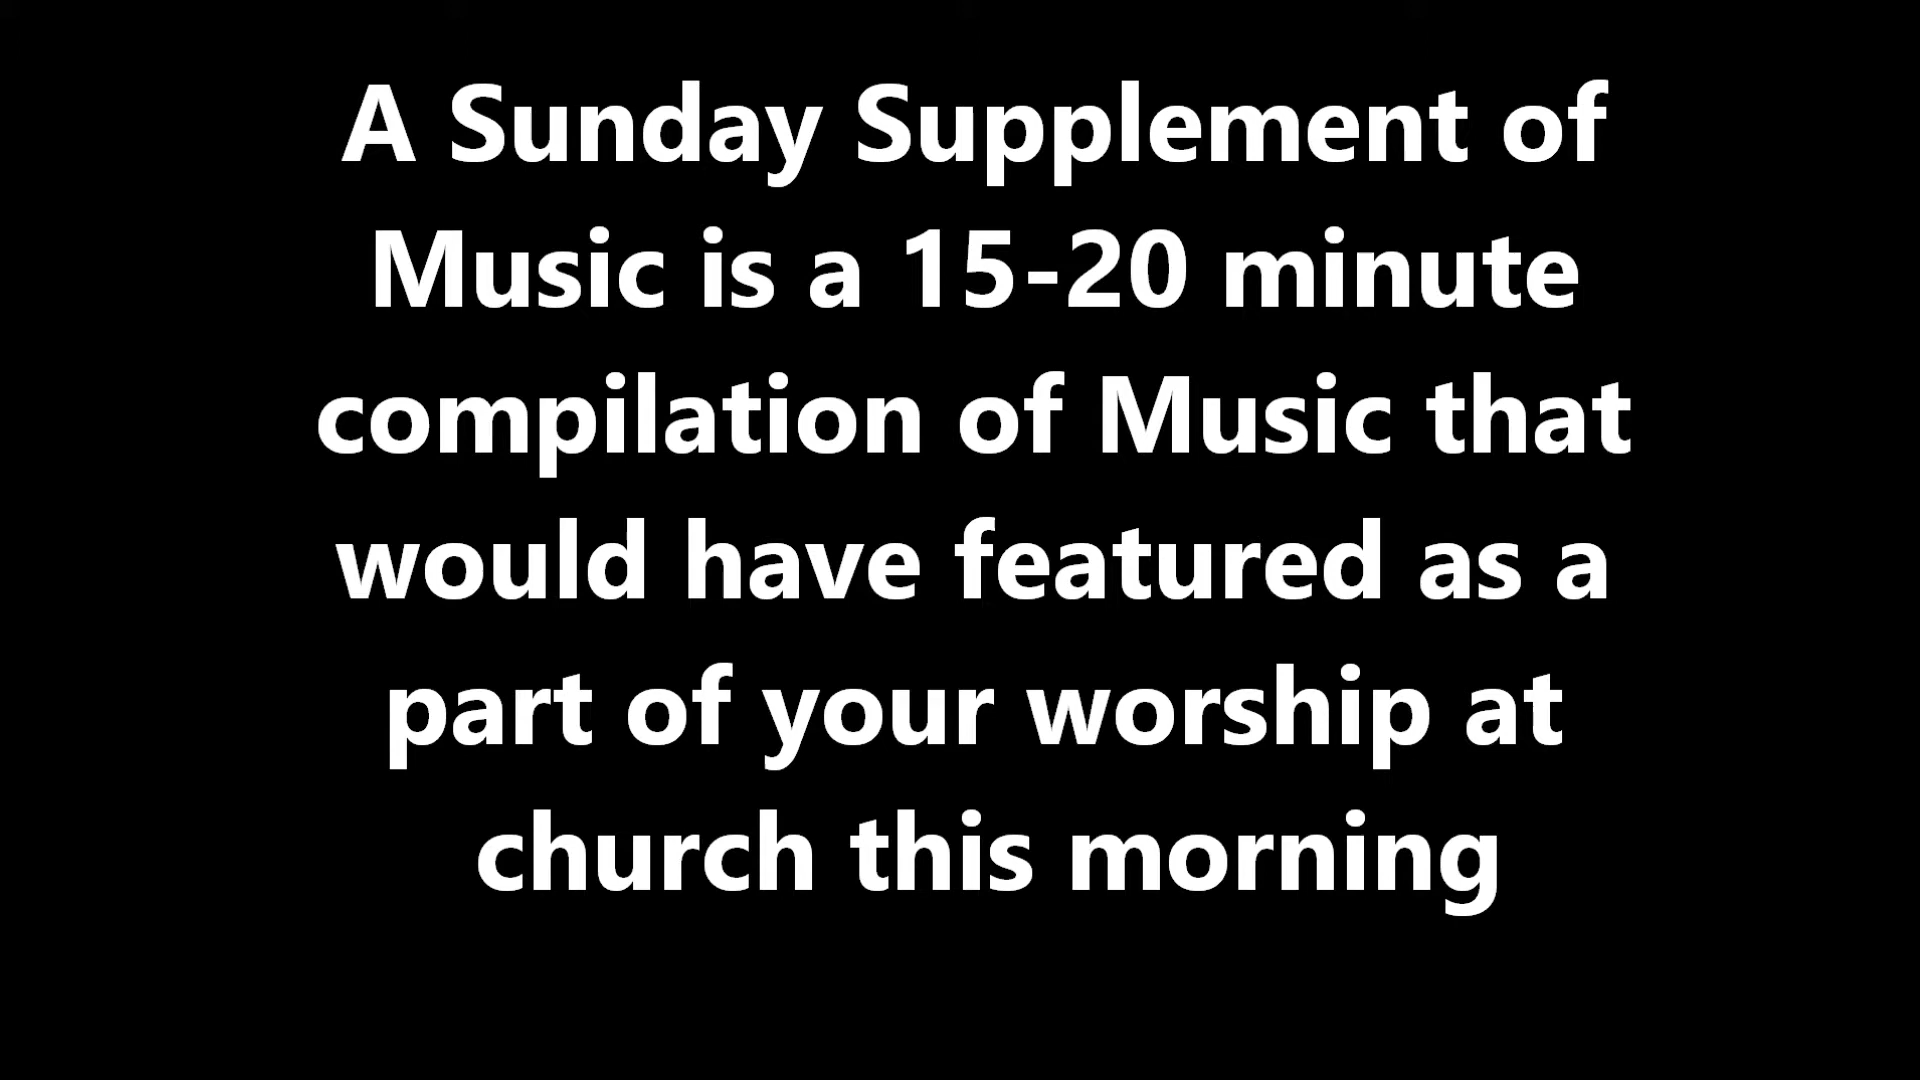 A Sunday Supplement of
Music is a 15-20 minute
compilation of Music that
would have featured as a
part of your worship at
church this morning